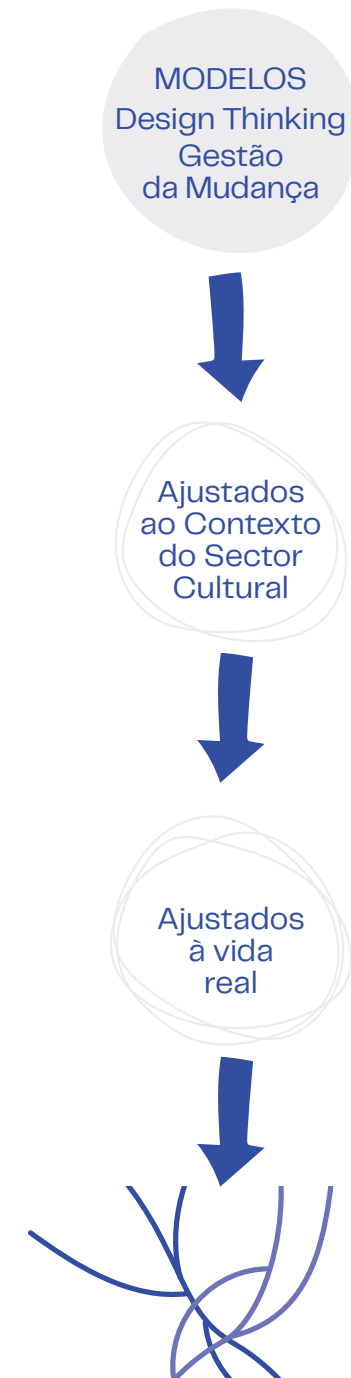 MODELOS
Design Thinking
Gestão
da Mudança
Ajustados
ao Contexto
do Sector
Cultural
Ajustados
à vida
real